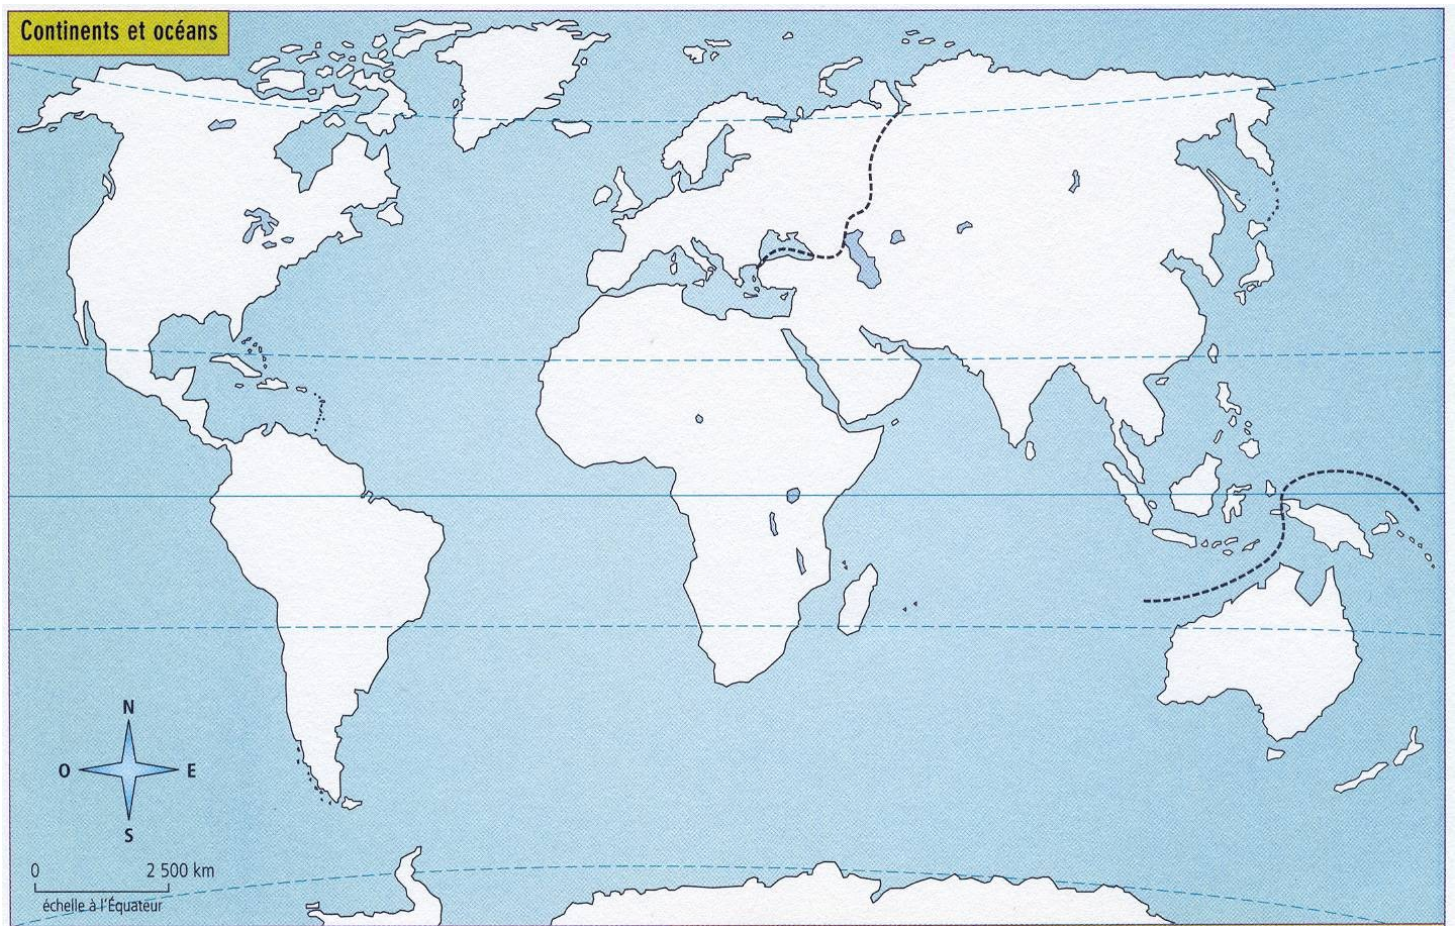 Continents et océans
N
O E
S
0 2 500 km
échelle à l'Équateur